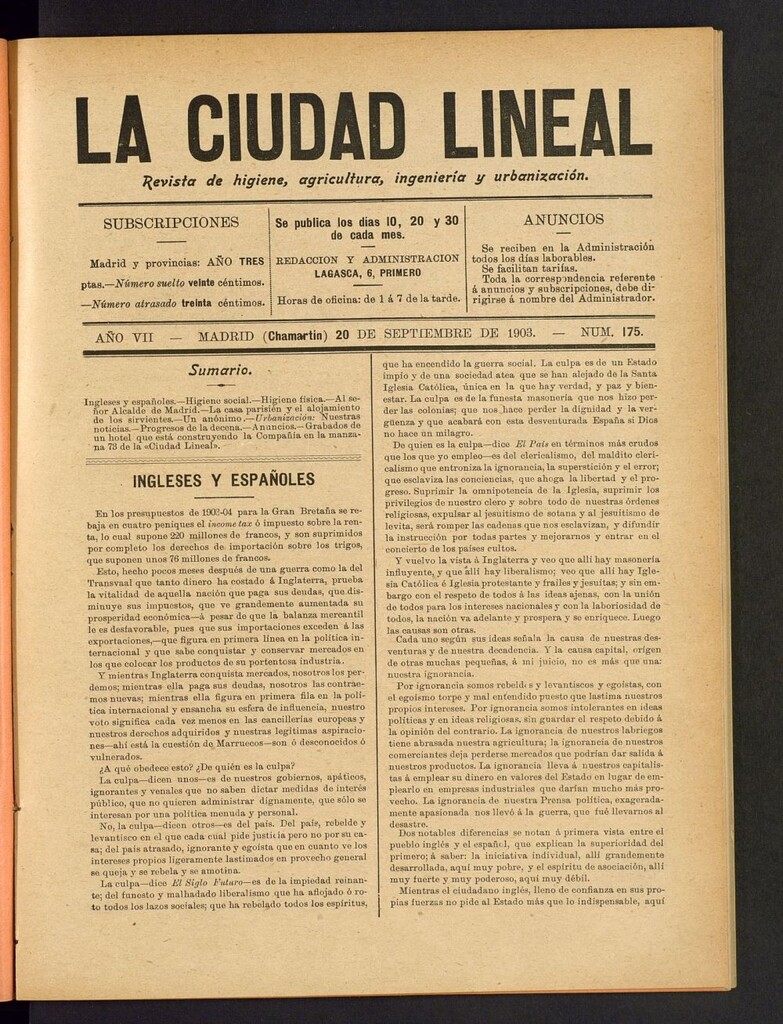 LA CIUDAD LINEAL
Revista de higiene, agricultura, ingeniería y urbanización.
SUBSCRIPCIONES
Madrid y provincias: AÑO TRES
ptas.—Número suelto veinte céntimos.
—Número atrasado treinta céntimos.
Se publica los días 10, 20 y 30
de cada mes.
REDACCION Y ADMINISTRACION
LAGASCA, 6, PRIMERO
Horas de oficina: de 1 á 7 de la tarde.
ANUNCIOS
Se reciben en la Administración
todos los días laborables.
Se facilitan tarifas.
Toda la correspondencia referente
á anuncios y subscripciones, debe di-
rigirse á nombre del Administrador.
AÑO VII — MADRID (Chamartín) 20 DE SEPTIEMBRE DE 1903. — NUM. 175.
Sumario.
Ingleses y españoles.—Higiene social.—Higiene física.—Al se-
ñor Alcalde de Madrid.—La casa parisién y el alojamiento
de los sirvientes.—Un anónimo.—Urbanización: Nuestras
noticias.—Progresos de la decena.—Anuncios.—Grabados de
un hotel que está construyendo la Compañía en la manza-
na 73 de la «Ciudad Lineal».
INGLESES Y ESPAÑOLES
En los presupuestos de 1903-04 para la Gran Bretaña se re-
baja en cuatro peniques el income tax ó impuesto sobre la ren-
ta, lo cual supone 220 millones de francos, y son suprimidos
por completo los derechos de importación sobre los trigos,
que suponen unos 76 millones de francos.
Esto, hecho pocos meses después de una guerra como la del
Transval que tanto dinero ha costado á Inglaterra, prueba
la vitalidad de aquella nación que paga sus deudas, que dis-
minuye sus impuestos, que ve grandemente aumentada su
prosperidad económica—á pesar de que la balanza mercantil
le es desfavorable, pues que sus importaciones exceden á las
exportaciones,—que figura en primera línea en la política in-
ternacional y que sabe conquistar y conservar mercados en
los que colocar los productos de su portentosa industria.
Y mientras Inglaterra conquista mercados, nosotros los per-
demos; mientras ella paga sus deudas, nosotros las contrae-
mos nuevas; mientras ella figura en primera fila en la polí-
tica internacional y ensancha su esfera de influencia, nuestro
voto significa cada vez menos en las cancillerías europeas y
nuestros derechos adquiridos y nuestras legítimas aspiracio-
nes—ahí está la cuestión de Marruecos—son ó desconocidos ó
vulnerados.
¿A qué obedece esto? ¿De quién es la culpa?
La culpa—dicen unos—es de nuestros gobiernos, apáticos,
ignorantes y venales que no saben dictar medidas de interés
público, que no quieren administrar dignamente, que sólo se
interesan por una política menuda y personal.
No, la culpa—dicen otros—es del país. Del país, rebelde y
levantisco en el que cada cual pide justicia pero no por su ca-
sa; del país atrasado, ignorante y egoísta que en cuanto ve los
intereses propios ligeramente lastimados en provecho general
se queja y se rebela y se amotina.
La culpa—dice El Siglo Futuro—es de la impiedad reinan-
te; del funesto y malhadado liberalismo que ha aflojado ó ro-
to todos los lazos sociales; que ha rebelado todos los espíritus,
que ha encendido la guerra social. La culpa es de un Estado
impío y de una sociedad atea que se han alejado de la Santa
Iglesia Católica, única en la que hay verdad, y paz y bien-
estar. La culpa es de la funesta masonería que nos hizo per-
der las colonias; que nos hace perder la dignidad y la ver-
güenza y que acabará con esta desventurada España si Dios
no hace un milagro.
De quien es la culpa—dice El País en términos más crudos
que los que yo empleo—es del clericalismo, del maldito cleri-
calismo que entroniza la ignorancia, la superstición y el error;
que esclaviza las conciencias, que ahoga la libertad y el pro-
greso. Suprimir la omnipotencia de la Iglesia, suprimir los
privilegios de nuestro clero y sobre todo de nuestras órdenes
religiosas, expulsar al jesuitismo de sotana y al jesuitismo de
levita, será romper las cadenas que nos esclavizan, y difundir
la instrucción por todas partes y mejorarnos y entrar en el
concierto de los países cultos.
Y vuelvo la vista á Inglaterra y veo que allí hay masonería
influyente, y que allí hay liberalismo; veo que allí hay Igle-
sia Católica é Iglesia protestante y frailes y jesuítas; y sin em-
bargo con el respeto de todos á las ideas ajenas, con la unión
de todos para los intereses nacionales y con la laboriosidad de
todos, la nación va adelante y prospera y se enriquece. Luego
las causas son otras.
Cada uno según sus ideas señala la causa de nuestras des-
venturas y de nuestra decadencia. Y la causa capital, origen
de otras muchas pequeñas, á mi juicio, no es más que una:
nuestra ignorancia.
Por ignorancia somos rebeldes y levantiscos y egoístas, con
el egoísmo torpe y mal entendido puesto que lastima nuestros
propios intereses. Por ignorancia somos intolerantes en ideas
políticas y en ideas religiosas, sin guardar el respeto debido á
la opinión del contrario. La ignorancia de nuestros labriegos
tiene abrasada nuestra agricultura; la ignorancia de nuestros
comerciantes deja perderse mercados que podrían dar salida á
nuestros productos. La ignorancia lleva á nuestros capitalis-
tas á emplear su dinero en valores del Estado en lugar de em-
plearlo en empresas industriales que darían mucho más pro-
vecho. La ignorancia de nuestra Prensa política, exagerada-
mente apasionada nos llevó á la guerra, que fué llevarnos al
desastre.
Dos notables diferencias se notan á primera vista entre el
pueblo inglés y el español, que explican la superioridad del
primero; á saber: la iniciativa individual, allí grandemente
desarrollada, aquí muy pobre, y el espíritu de asociación, allí
muy fuerte y muy poderoso, aquí muy débil.
Mientras el ciudadano inglés, lleno de confianza en sus pro-
pias fuerzas no pide al Estado más que lo indispensable, aquí